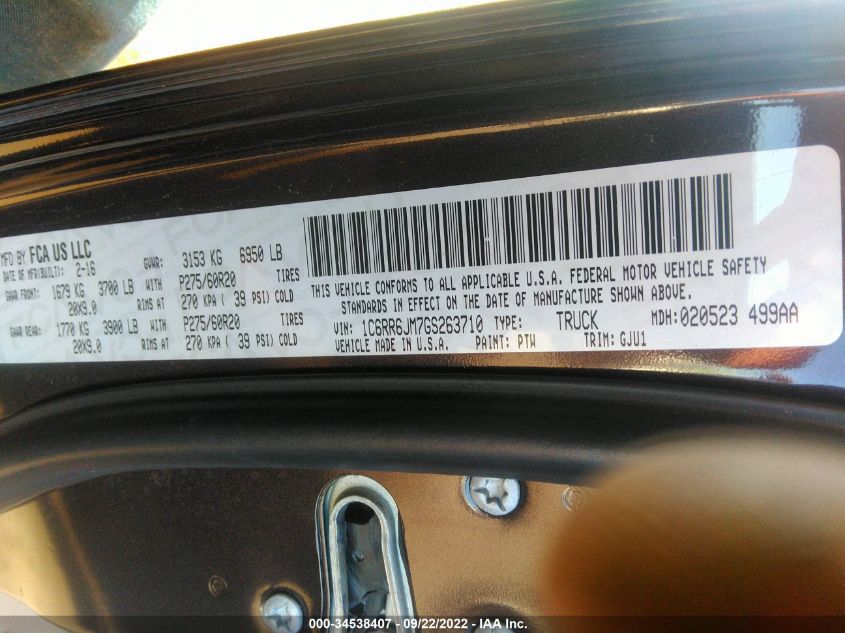 MFD BY FCA US LLC
DATE OF MFR(BUILT): 2-16 GVWR: 3153 KG 6950 LB
GAWR FRONT: 1679 KG 3700 LB WITH P275/60R20 TIRES
20X9.0 RIMS AT 270 KPA ( 39 PSI) COLD
GAWR REAR: 1770 KG 3900 LB WITH P275/60R20 TIRES
20X9.0 RIMS AT 270 KPA ( 39 PSI) COLD
THIS VEHICLE CONFORMS TO ALL APPLICABLE U.S.A. FEDERAL MOTOR VEHICLE SAFETY
STANDARDS IN EFFECT ON THE DATE OF MANUFACTURE SHOWN ABOVE.
VIN: 1C6RR6JM7GS263710 TYPE: TRUCK MDH:020523 499AA
VEHICLE MADE IN U.S.A. PAINT: PTW TRIM: GJU1
000-34538407 - 09/22/2022 - IAA Inc.